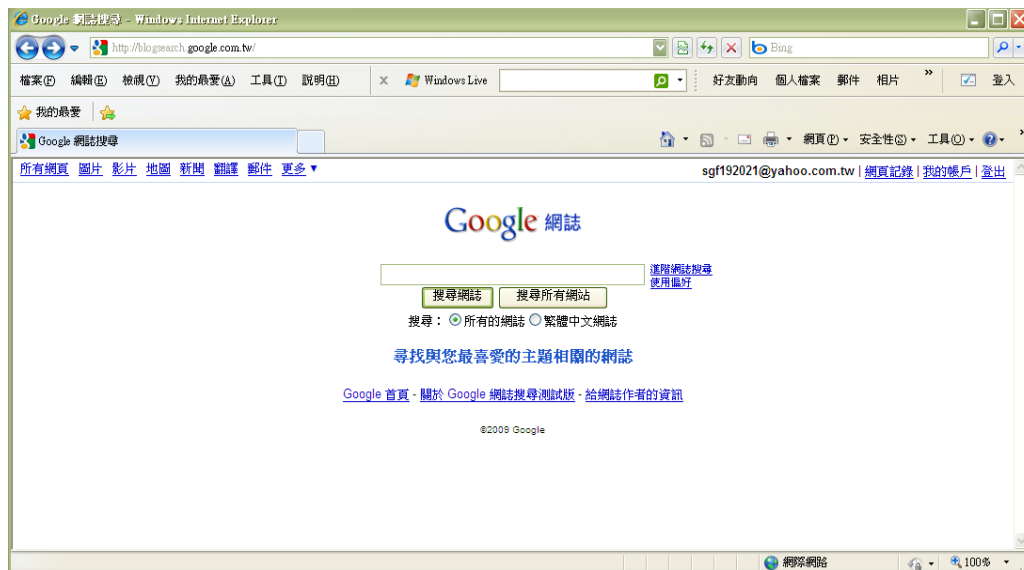 Google 網誌搜尋 - Windows Internet Explorer
http://blogsearch.google.com.tw/
Bing
檔案(F) 編輯(E) 檢視(V) 我的最愛(A) 工具(T) 說明(H) x Windows Live 好友動向 個人檔案 郵件 相片 » 登入
我的最愛
Google 網誌搜尋 網頁(P) 安全性(S) 工具(O) »
所有網頁 圖片 影片 地圖 新聞 翻譯 郵件 更多 ▼ sgf192021@yahoo.com.tw | 網頁記錄 | 我的帳戶 | 登出
Google 網誌
進階網誌搜尋
使用偏好
搜尋網誌 搜尋所有網站
搜尋： 所有的網誌 繁體中文網誌
尋找與您最喜愛的主題相關的網誌
Google 首頁 - 關於 Google 網誌搜尋測試版 - 給網誌作者的資訊
©2009 Google
網際網路 100%